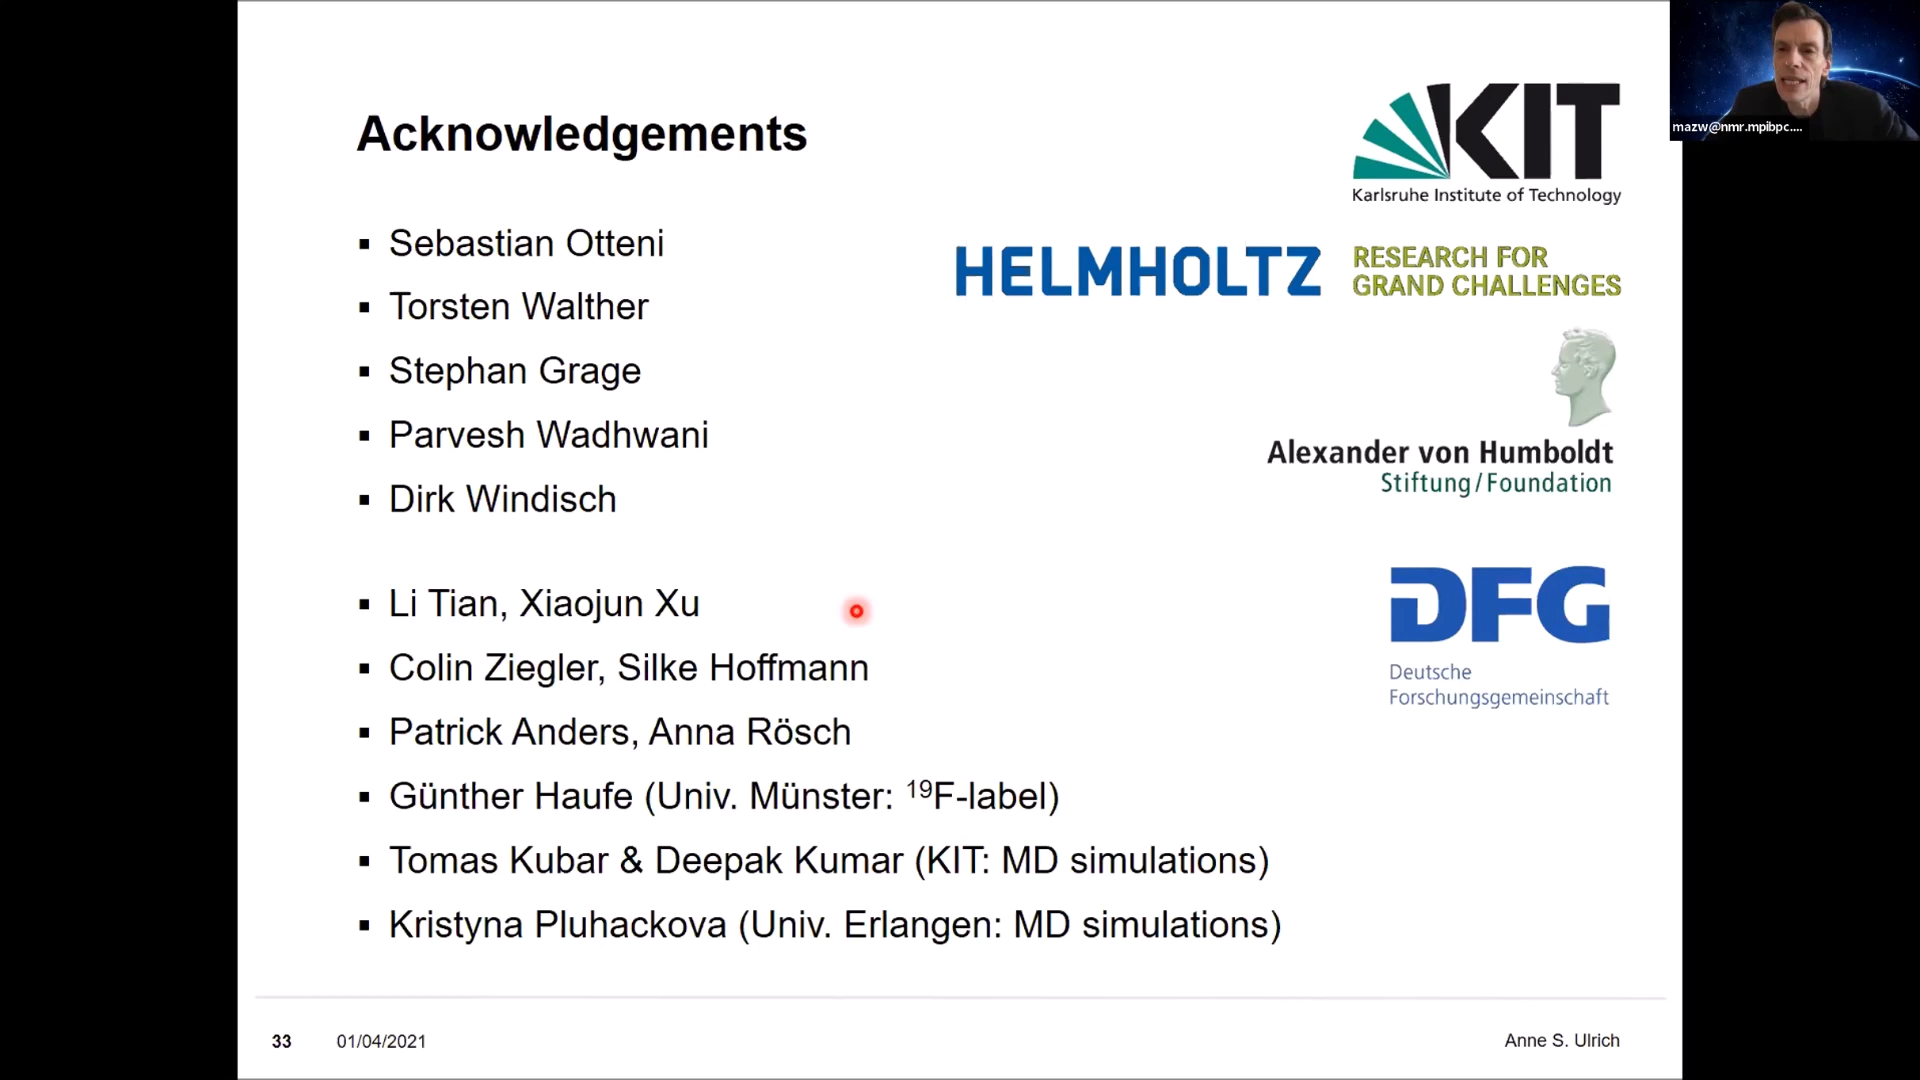 Acknowledgements
KIT
Karlsruhe Institute of Technology
mazw@nmr.mpibpc....
HELMHOLTZ
RESEARCH FOR
GRAND CHALLENGES
Alexander von Humboldt
Stiftung/Foundation
DFG
Deutsche
Forschungsgemeinschaft
▪ Sebastian Otteni
▪ Torsten Walther
▪ Stephan Grage
▪ Parvesh Wadhwani
▪ Dirk Windisch
▪ Li Tian, Xiaojun Xu
▪ Colin Ziegler, Silke Hoffmann
▪ Patrick Anders, Anna Rösch
▪ Günther Haufe (Univ. Münster: ¹⁹F-label)
▪ Tomas Kubar & Deepak Kumar (KIT: MD simulations)
▪ Kristyna Pluhackova (Univ. Erlangen: MD simulations)
33
01/04/2021
Anne S. Ulrich